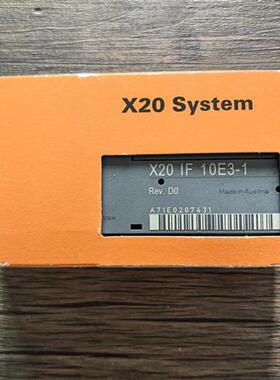 X20 System
X20 IF 10E3-1
Rev. D0
Made in Austria
A71E0207431